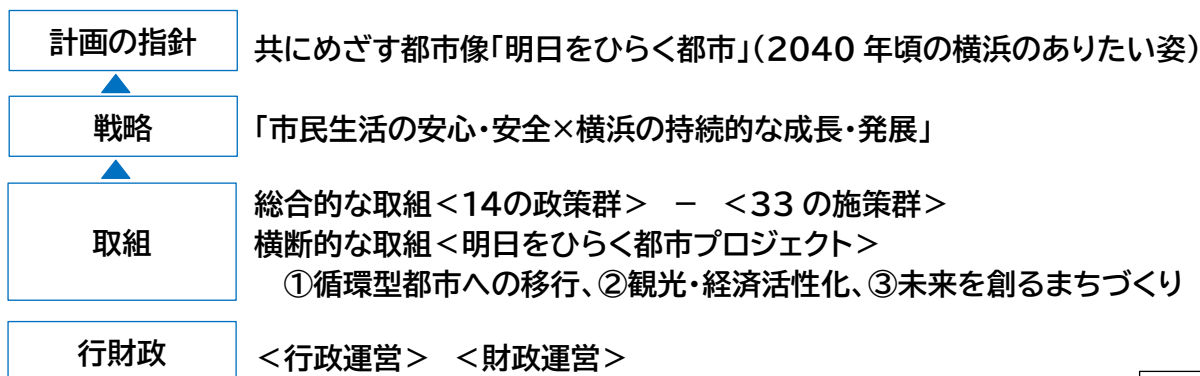 計画の指針
共にめざす都市像「明日をひらく都市」(2040 年頃の横浜のありたい姿)
戦略
「市民生活の安心・安全×横浜の持続的な成長・発展」
取組
総合的な取組<14の政策群> − <33 の施策群>
横断的な取組<明日をひらく都市プロジェクト>
①循環型都市への移行、②観光・経済活性化、③未来を創るまちづくり
行財政
<行政運営> <財政運営>